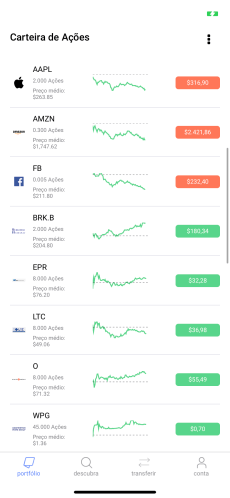 Carteira de Ações
AAPL
2.000 Ações
Preço médio:
$263.85
$316,90
AMZN
amazon
0.300 Ações
Preço médio:
$1,747.62
$2.421,86
FB
0.005 Ações
Preço médio:
$211.80
$232,40
BRK.B
2.000 Ações
Preço médio:
$204.80
$180,34
EPR
8.000 Ações
Preço médio:
$76.20
$32,28
LTC
8.000 Ações
Preço médio:
$49.06
$36,98
O
8.000 Ações
Preço médio:
$71.32
$55,49
WPG
45.000 Ações
Preço médio:
$1.36
$0,70
portfólio
descubra
transferir
conta